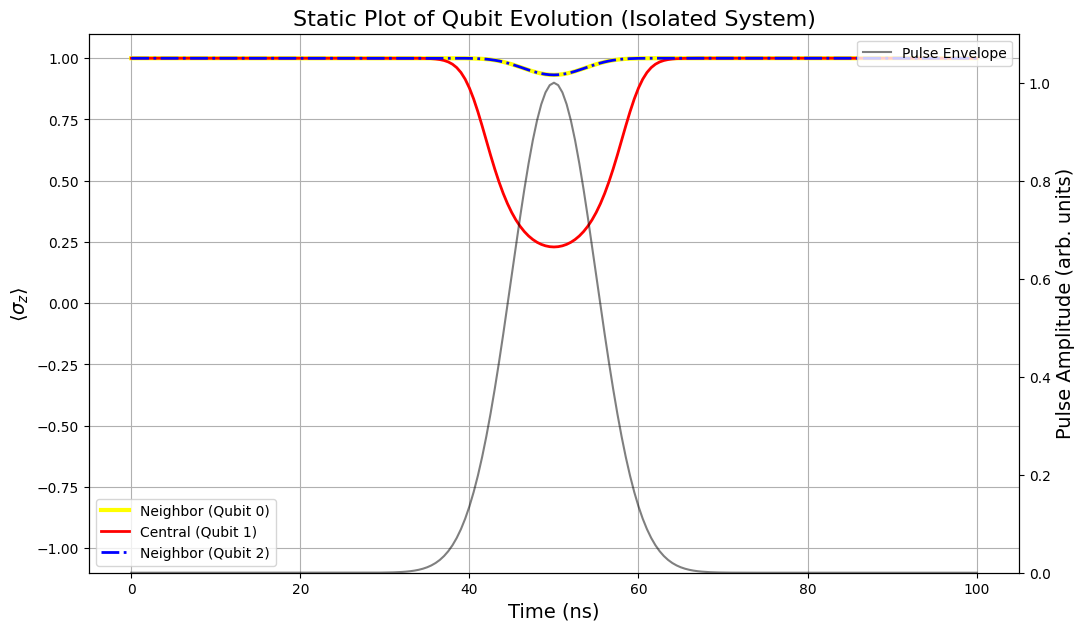 Static Plot of Qubit Evolution (Isolated System)
Pulse Envelope
1.00
0.75
0.50
0.25
0.00
−0.25
−0.50
−0.75
−1.00
⟨σz⟩
1.0
0.8
0.6
0.4
0.2
0.0
Pulse Amplitude (arb. units)
Neighbor (Qubit 0)
Central (Qubit 1)
Neighbor (Qubit 2)
0 20 40 60 80 100
Time (ns)